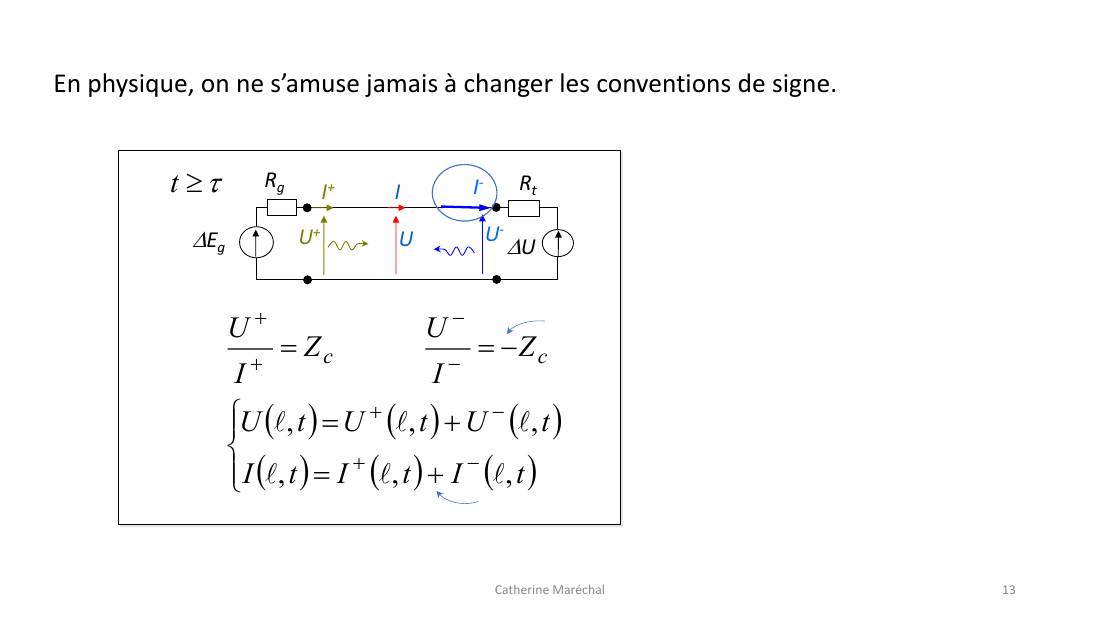 En physique, on ne s’amuse jamais à changer les conventions de signe.
t ≥ τ
R_g
I⁺
I
I⁻
R_t
ΔE_g
U⁺
U
U⁻
ΔU
U⁺/I⁺ = Z_c
U⁻/I⁻ = −Z_c
U(ℓ,t) = U⁺(ℓ,t) + U⁻(ℓ,t)
I(ℓ,t) = I⁺(ℓ,t) + I⁻(ℓ,t)
Catherine Maréchal
13